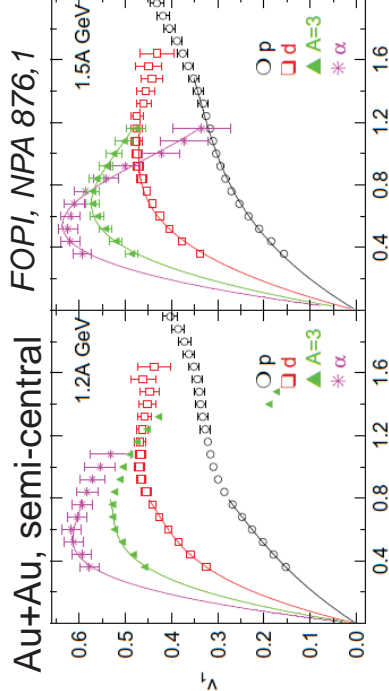 Au+Au, semi-central FOPI, NPA 876,1
1.2A GeV
p
d
A=3
α
1.5A GeV
p
d
A=3
α
v1
0.0
0.1
0.2
0.3
0.4
0.5
0.6
0.4 0.8 1.2 1.6
0.4 0.8 1.2 1.6